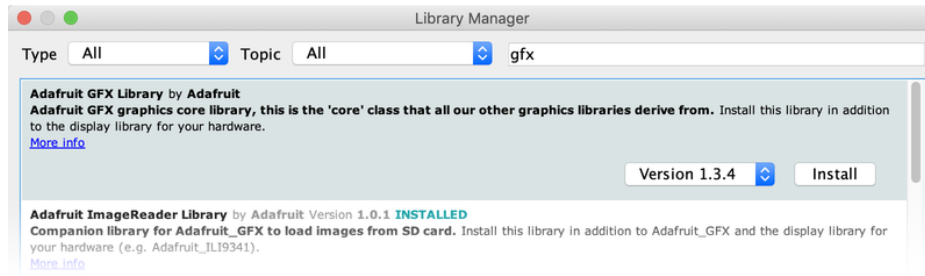 Library Manager
Type All Topic All gfx
Adafruit GFX Library by Adafruit
Adafruit GFX graphics core library, this is the 'core' class that all our other graphics libraries derive from. Install this library in addition
to the display library for your hardware.
More info
Version 1.3.4 Install
Adafruit ImageReader Library by Adafruit Version 1.0.1 INSTALLED
Companion library for Adafruit_GFX to load images from SD card. Install this library in addition to Adafruit_GFX and the display library for
your hardware (e.g. Adafruit_ILI9341).
More info